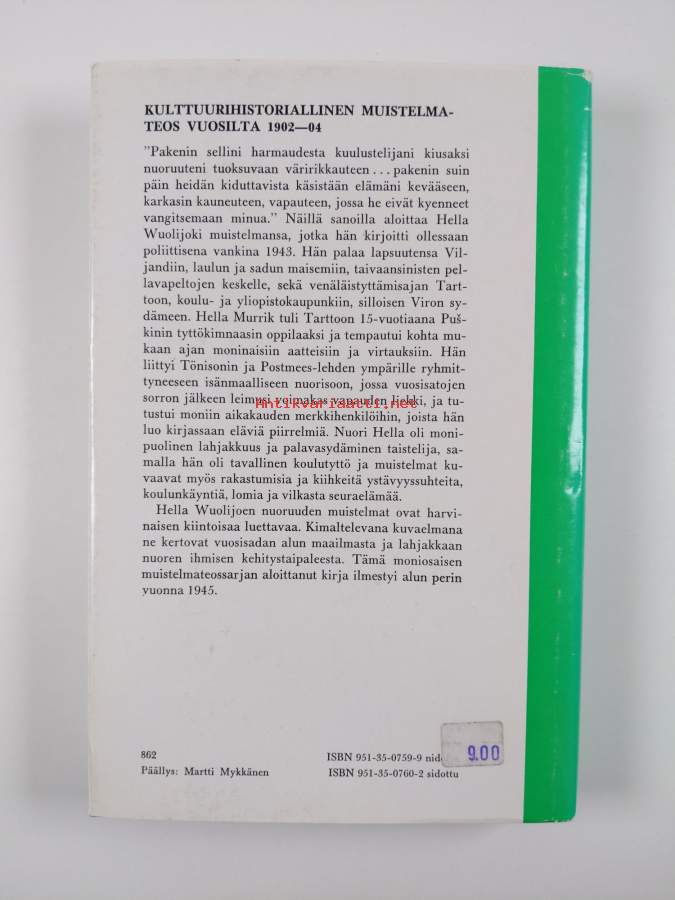 KULTTUURIHISTORIALLINEN MUISTELMA-
TEOS VUOSILTA 1902—04
"Pakenin sellini harmaudesta kuulustelijani kiusaksi
nuoruuteni tuoksuvaan väririkkauteen . . . pakenin suin
päin heidän kiduttavista käsistään elämäni kevääseen,
karkasin kauneuteen, vapauteen, jossa he eivät kyenneet
vangitsemaan minua." Näillä sanoilla aloittaa Hella
Wuolijoki muistelmansa, jotka hän kirjoitti ollessaan
poliittisena vankina 1943. Hän palaa lapsuutensa Vil-
jandiin, laulun ja sadun maisemiin, taivaansinisten pel-
lavapeltojen keskelle, sekä venäläistyttämisajan Tart-
toon, koulu- ja yliopistokaupunkiin, silloisen Viron sy-
dämeen. Hella Murrik tuli Tarttoon 15-vuotiaana Puš-
kinin tyttökimnaasin oppilaaksi ja tempautui kohta mu-
kaan ajan moninaisiin aatteisiin ja virtauksiin. Hän
liittyi Tönisonin ja Postmees-lehden ympärille ryhmit-
tyneeseen isänmaalliseen nuorisoon, jossa vuosisatojen
sorron jälkeen leimusi voimakas vapauden liekki, ja tu-
Antikvariaatti.net
tustui moniin aikakauden merkkihenkilöihin, joista hän
luo kirjassaan eläviä piirrelmiä. Nuori Hella oli moni-
puolinen lahjakkuus ja palavasydäminen taistelija, sa-
malla hän oli tavallinen koulutyttö ja muistelmat ku-
vaavat myös rakastumisia ja kiihkeitä ystävyyssuhteita,
koulunkäyntiä, lomia ja vilkasta seuraelämää.
Hella Wuolijoen nuoruuden muistelmat ovat harvi-
naisen kiintoisaa luettavaa. Kimaltelevana kuvaelmana
ne kertovat vuosisadan alun maailmasta ja lahjakkaan
nuoren ihmisen kehitystaipaleesta. Tämä moniosaisen
muistelmateossarjan aloittanut kirja ilmestyi alun perin
vuonna 1945.
862
Päällys: Martti Mykkänen
ISBN 951-35-0759-9
9.00
ISBN 951-35-0760-2 sidottu